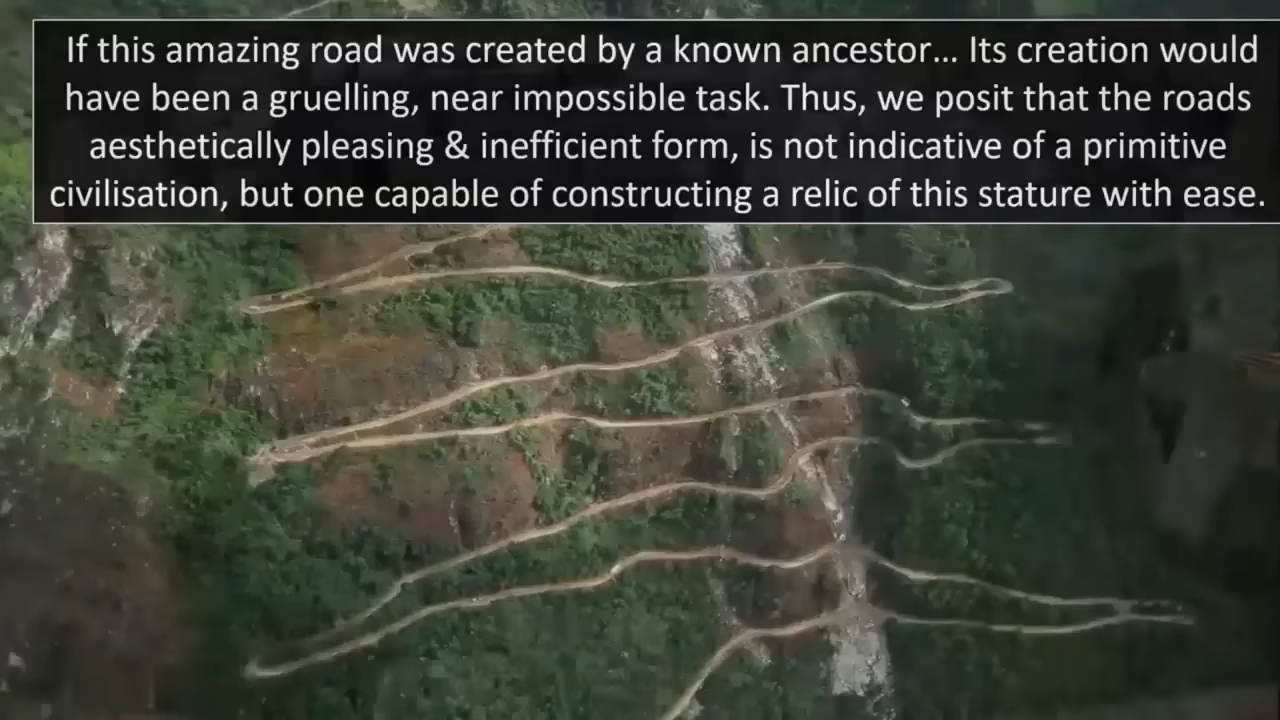 If this amazing road was created by a known ancestor... Its creation would
have been a gruelling, near impossible task. Thus, we posit that the roads
aesthetically pleasing & inefficient form, is not indicative of a primitive
civilisation, but one capable of constructing a relic of this stature with ease.